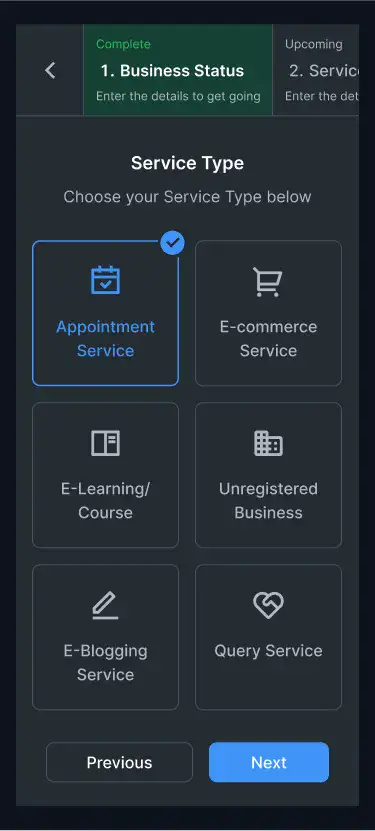 Complete
1. Business Status
Enter the details to get going
Upcoming
2. Servic
Enter the det
Service Type
Choose your Service Type below
Appointment
Service
E-commerce
Service
E-Learning/
Course
Unregistered
Business
E-Blogging
Service
Query Service
Previous
Next